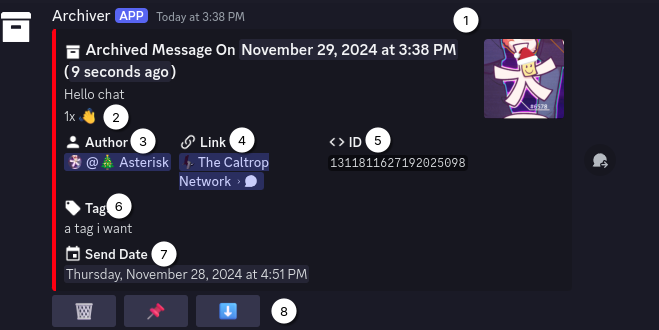 Archiver APP Today at 3:38 PM
1
Archived Message On November 29, 2024 at 3:38 PM
(9 seconds ago)
Hello chat
1x 👋 2
Author 3 Link 4 <> ID 5
@🎄 Asterisk The Caltrop 1311811627192025098
Network ›
Tag 6
a tag i want
Send Date 7
Thursday, November 28, 2024 at 4:51 PM
8